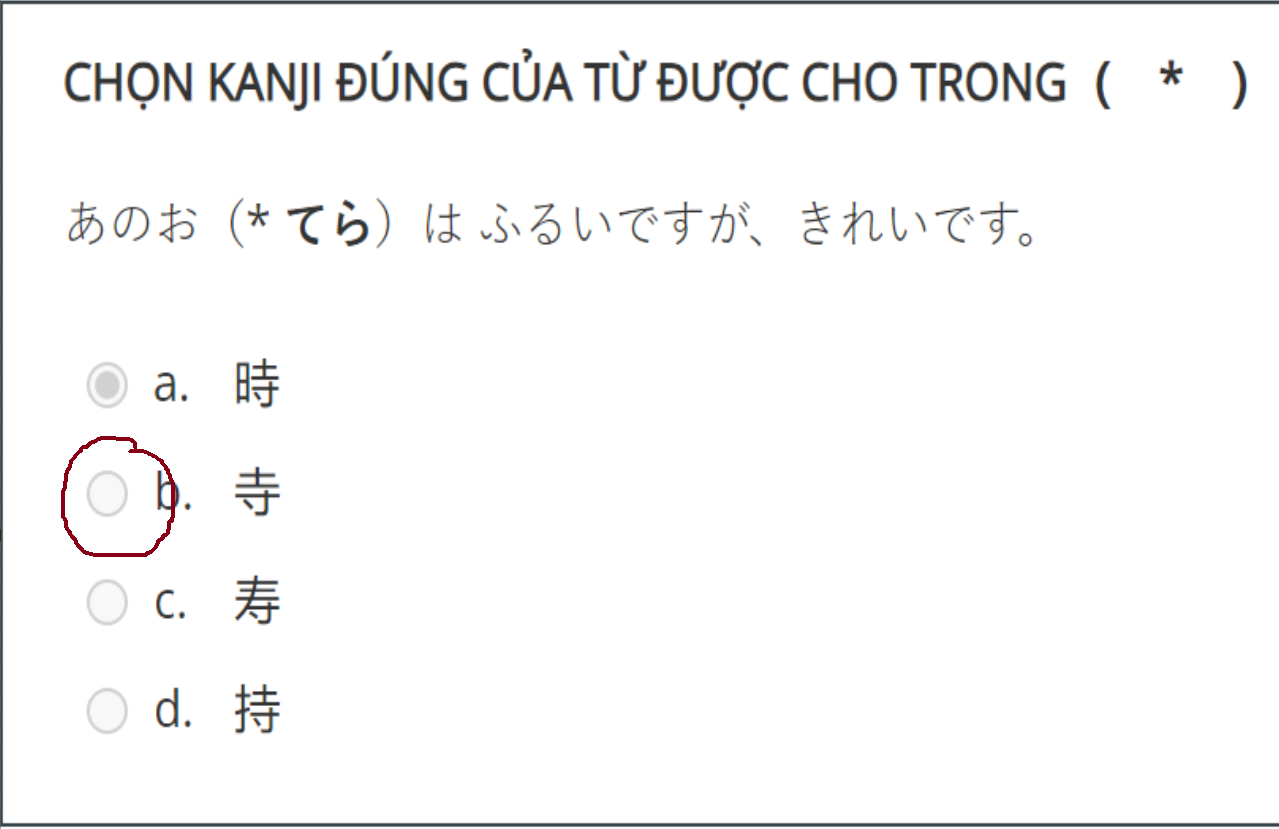 CHỌN KANJI ĐÚNG CỦA TỪ ĐƯỢC CHO TRONG ( * )
あのお（* てら）は ふるいですが、きれいです。
a. 時
b. 寺
c. 寿
d. 持